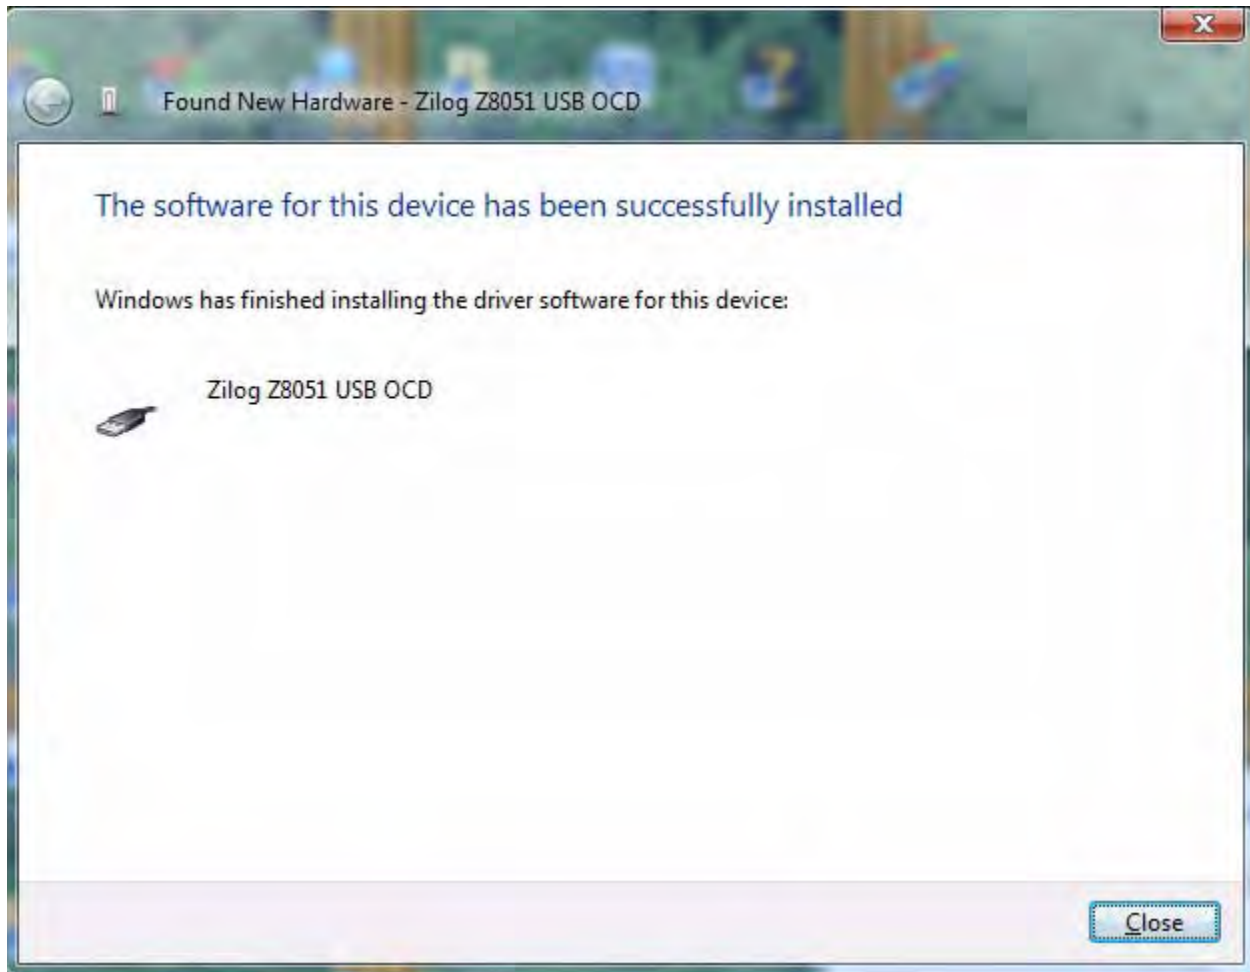 Found New Hardware - Zilog Z8051 USB OCD
The software for this device has been successfully installed
Windows has finished installing the driver software for this device:
Zilog Z8051 USB OCD
Close